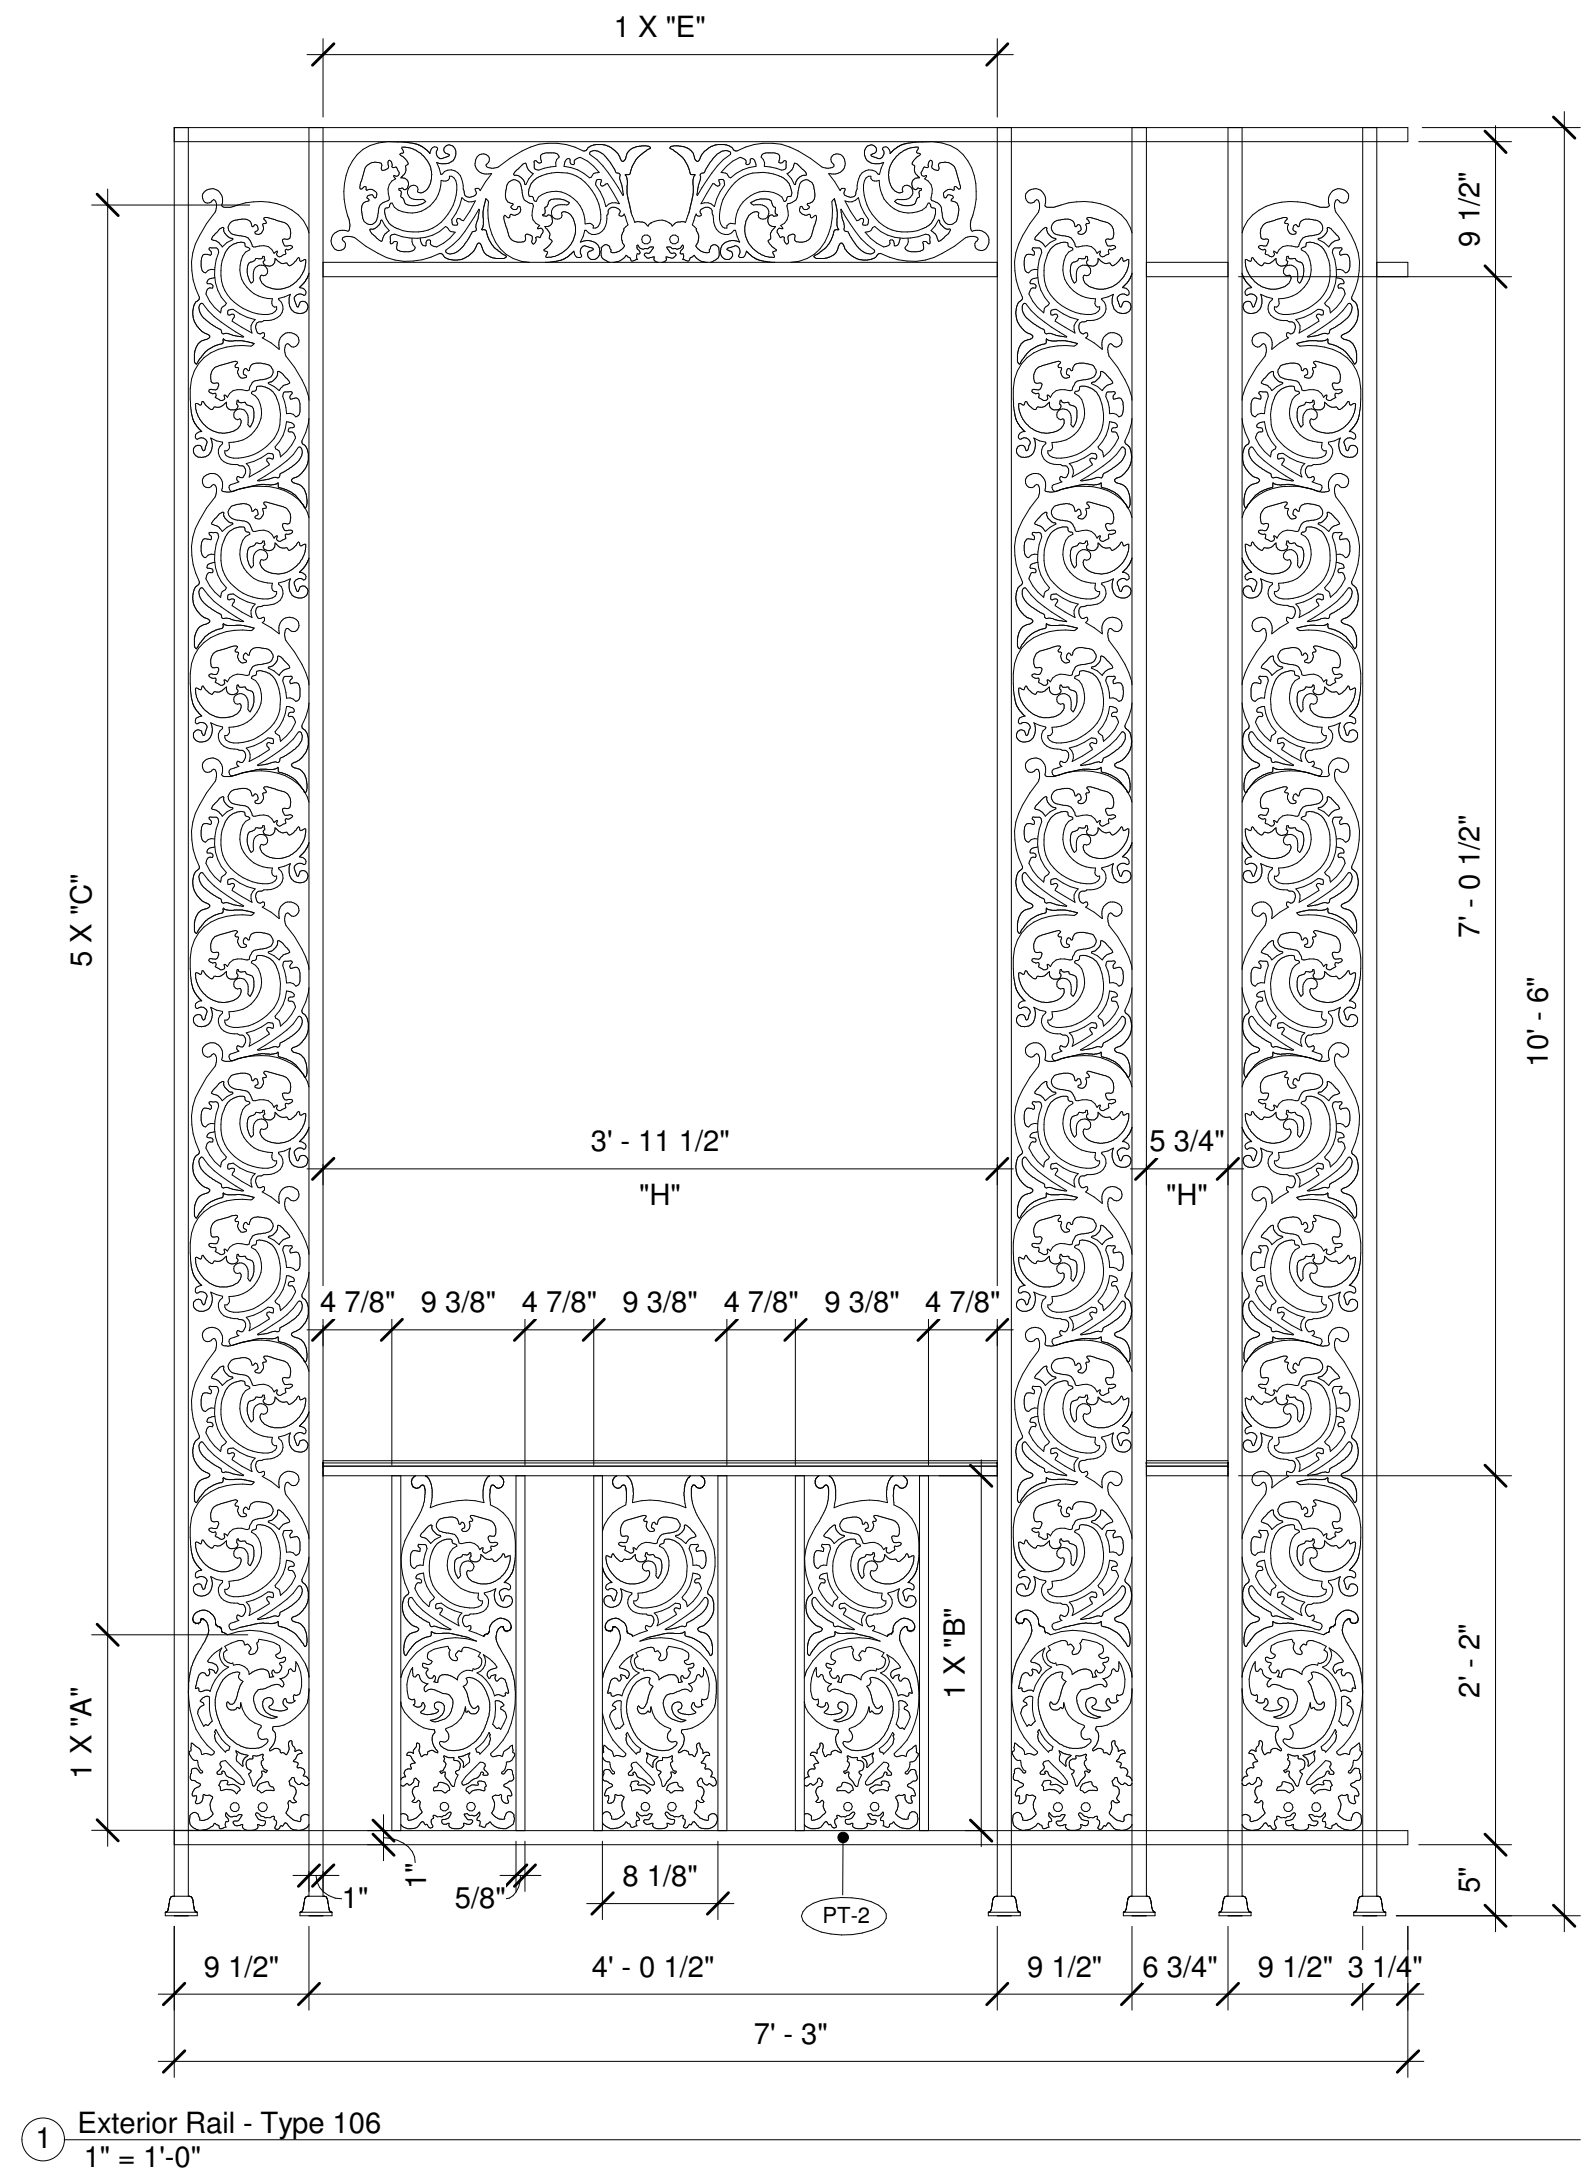 1 X "E"
9 1/2"
5 X "C"
7' - 0 1/2"
10' - 6"
3' - 11 1/2"
5 3/4"
"H"
"H"
4 7/8"
9 3/8"
4 7/8"
9 3/8"
4 7/8"
9 3/8"
4 7/8"
1 X "B"
2' - 2"
1 X "A"
1"
1"
5/8"
8 1/8"
PT-2
5"
9 1/2"
4' - 0 1/2"
9 1/2"
6 3/4"
9 1/2"
3 1/4"
7' - 3"
1
Exterior Rail - Type 106
1" = 1'-0"